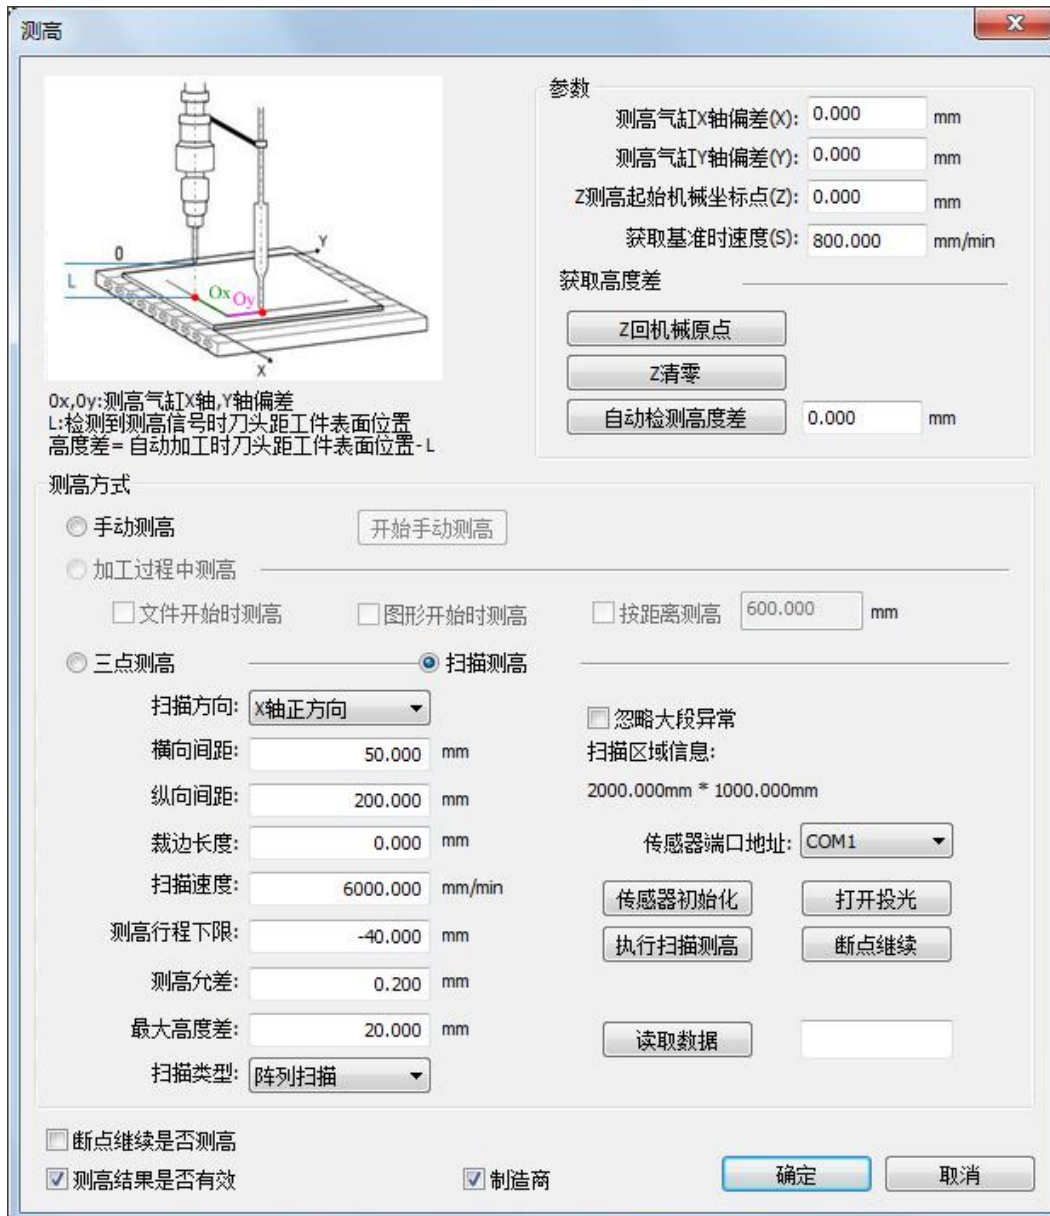 测高
0
Y
L
Ox
Oy
X
Ox,Oy:测高气缸X轴,Y轴偏差
L:检测到测高信号时刀头距工件表面位置
高度差=自动加工时刀头距工件表面位置-L
参数
测高气缸X轴偏差(X): 0.000 mm
测高气缸Y轴偏差(Y): 0.000 mm
Z测高起始机械坐标点(Z): 0.000 mm
获取基准时速度(S): 800.000 mm/min
获取高度差
Z回机械原点
Z清零
自动检测高度差 0.000 mm
测高方式
手动测高 开始手动测高
加工过程中测高
文件开始时测高 图形开始时测高 按距离测高 600.000 mm
三点测高 扫描测高
扫描方向: X轴正方向
横向间距: 50.000 mm
纵向间距: 200.000 mm
裁边长度: 0.000 mm
扫描速度: 6000.000 mm/min
测高行程下限: -40.000 mm
测高允差: 0.200 mm
最大高度差: 20.000 mm
扫描类型: 阵列扫描
忽略大段异常
扫描区域信息:
2000.000mm * 1000.000mm
传感器端口地址: COM1
传感器初始化 打开投光
执行扫描测高 断点继续
读取数据
断点继续是否测高
测高结果是否有效 制造商 确定 取消